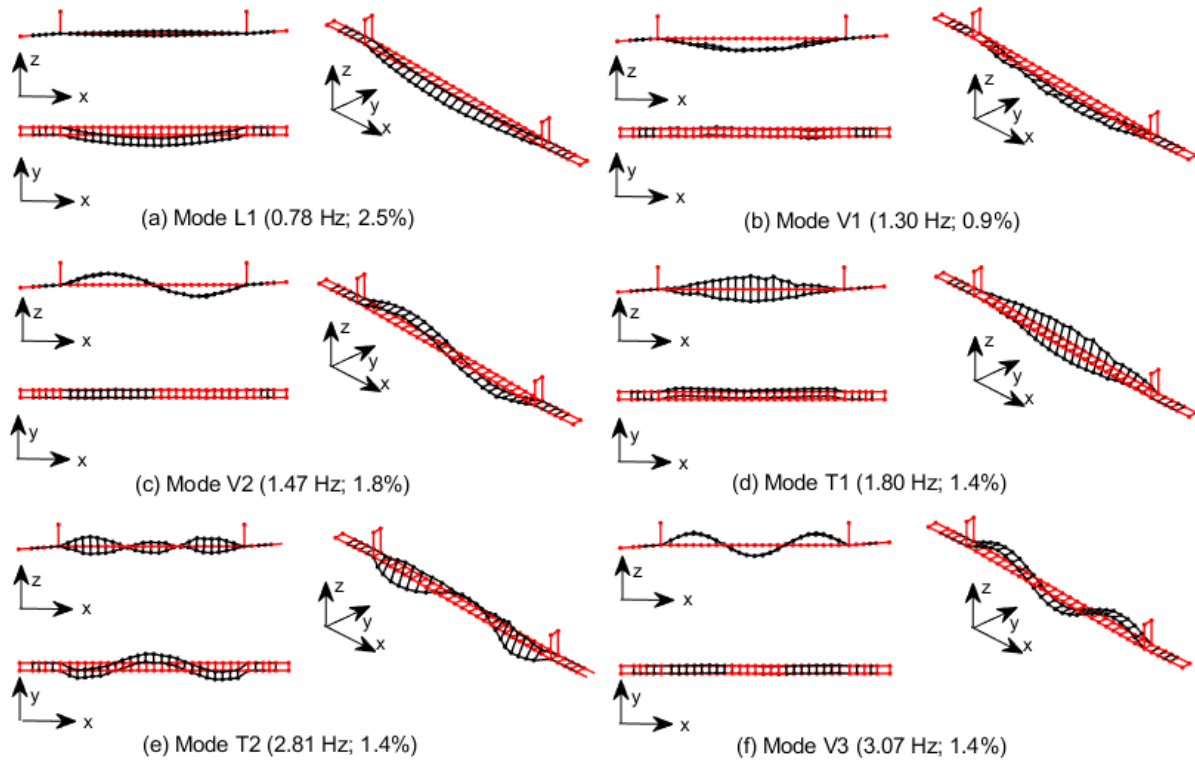 z
x
y
x
z
y
x
(a) Mode L1 (0.78 Hz; 2.5%)
z
x
y
x
z
y
x
(b) Mode V1 (1.30 Hz; 0.9%)
z
x
y
x
z
y
x
(c) Mode V2 (1.47 Hz; 1.8%)
z
x
y
x
z
y
x
(d) Mode T1 (1.80 Hz; 1.4%)
z
x
y
x
z
y
x
(e) Mode T2 (2.81 Hz; 1.4%)
z
x
y
x
z
y
x
(f) Mode V3 (3.07 Hz; 1.4%)